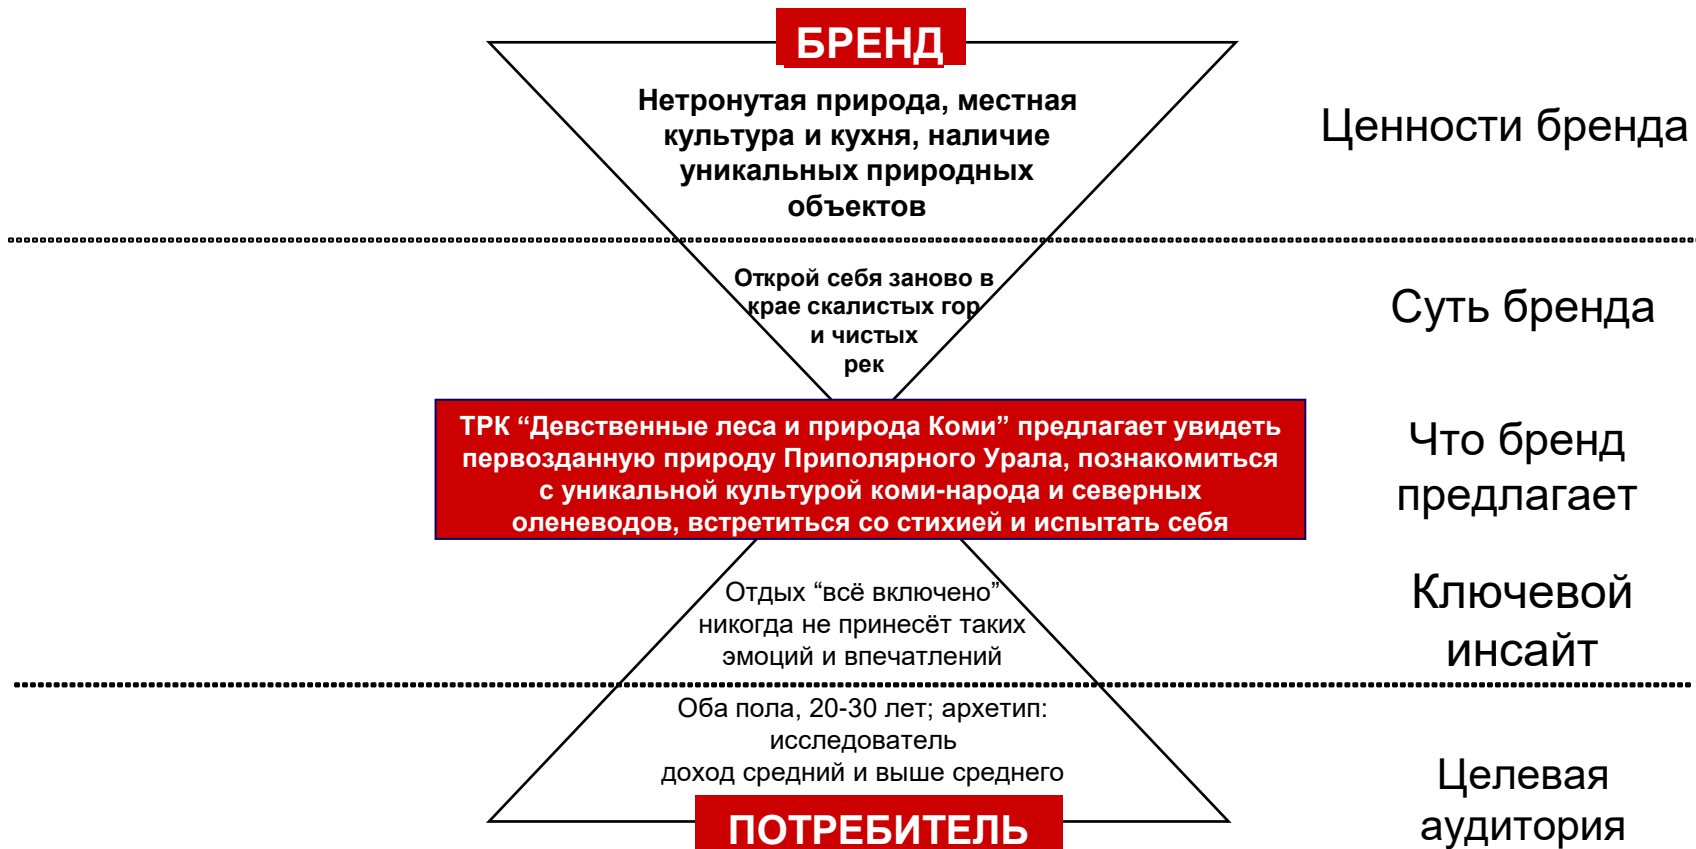 БРЕНД
Нетронутая природа, местная
культура и кухня, наличие
уникальных природных
объектов
Ценности бренда
Открой себя заново в
крае скалистых гор
и чистых
рек
Суть бренда
ТРК “Девственные леса и природа Коми” предлагает увидеть
первозданную природу Приполярного Урала, познакомиться
с уникальной культурой коми-народа и северных
оленеводов, встретиться со стихией и испытать себя
Что бренд
предлагает
Отдых “всё включено”
никогда не принесёт таких
эмоций и впечатлений
Ключевой
инсайт
Оба пола, 20-30 лет; архетип:
исследователь
доход средний и выше среднего
Целевая
аудитория
ПОТРЕБИТЕЛЬ